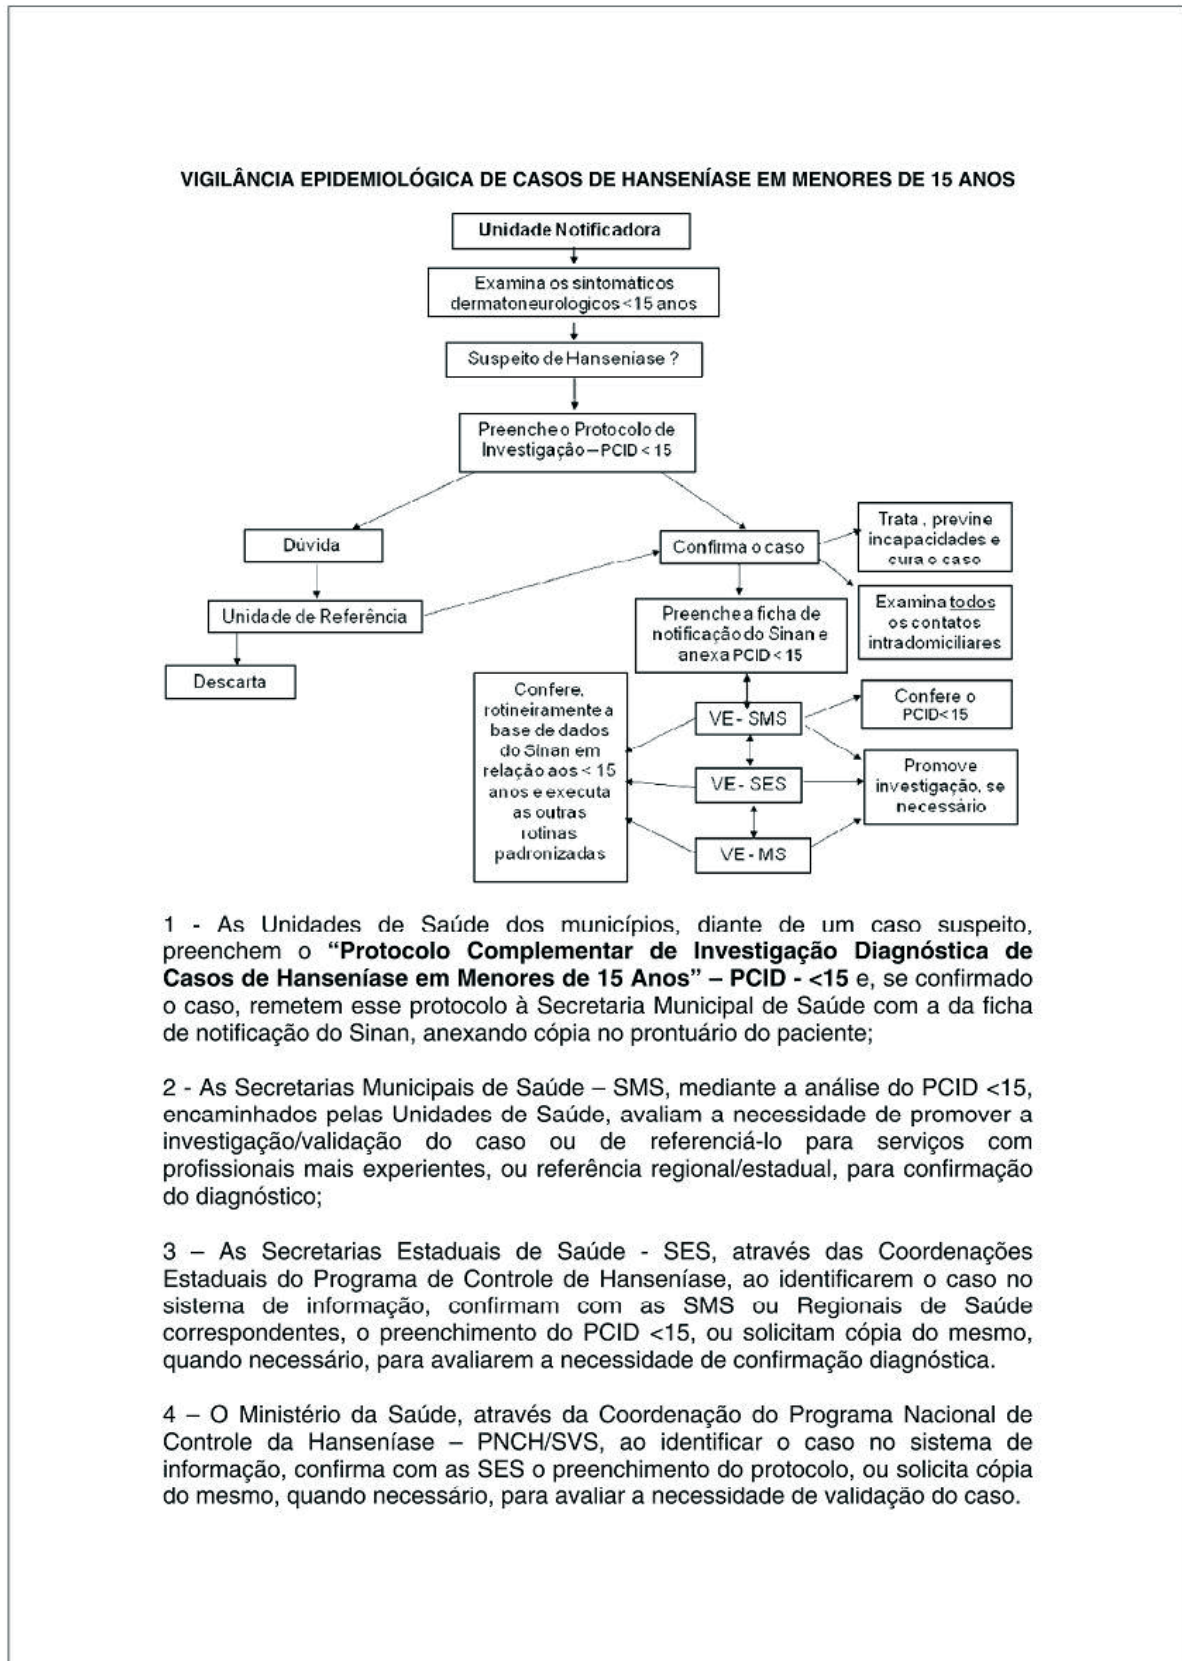 VIGILÂNCIA EPIDEMIOLÓGICA DE CASOS DE HANSENÍASE EM MENORES DE 15 ANOS
Unidade Notificadora
Examina os sintomáticos
dermatoneurologicos <15 anos
Suspeito de Hanseníase ?
Preenche o Protocolo de
Investigação – PCID < 15
Dúvida
Unidade de Referência
Descarta
Confirma o caso
Trata , previne
incapacidades e
cura o caso
Examina todos
os contatos
intradomiciliares
Preenche a ficha de
notificação do Sinan e
anexa PCID < 15
Confere,
rotineiramente a
base de dados
do Sinan em
relação aos < 15
anos e executa
as outras
rotinas
padronizadas
VE - SMS
VE - SES
VE - MS
Confere o
PCID<15
Promove
investigação, se
necessário
1 - As Unidades de Saúde dos municípios, diante de um caso suspeito,
preenchem o “Protocolo Complementar de Investigação Diagnóstica de
Casos de Hanseníase em Menores de 15 Anos” – PCID - <15 e, se confirmado
o caso, remetem esse protocolo à Secretaria Municipal de Saúde com a da ficha
de notificação do Sinan, anexando cópia no prontuário do paciente;
2 - As Secretarias Municipais de Saúde – SMS, mediante a análise do PCID <15,
encaminhados pelas Unidades de Saúde, avaliam a necessidade de promover a
investigação/validação do caso ou de referenciá-lo para serviços com
profissionais mais experientes, ou referência regional/estadual, para confirmação
do diagnóstico;
3 – As Secretarias Estaduais de Saúde - SES, através das Coordenações
Estaduais do Programa de Controle de Hanseníase, ao identificarem o caso no
sistema de informação, confirmam com as SMS ou Regionais de Saúde
correspondentes, o preenchimento do PCID <15, ou solicitam cópia do mesmo,
quando necessário, para avaliarem a necessidade de confirmação diagnóstica.
4 – O Ministério da Saúde, através da Coordenação do Programa Nacional de
Controle da Hanseníase – PNCH/SVS, ao identificar o caso no sistema de
informação, confirma com as SES o preenchimento do protocolo, ou solicita cópia
do mesmo, quando necessário, para avaliar a necessidade de validação do caso.